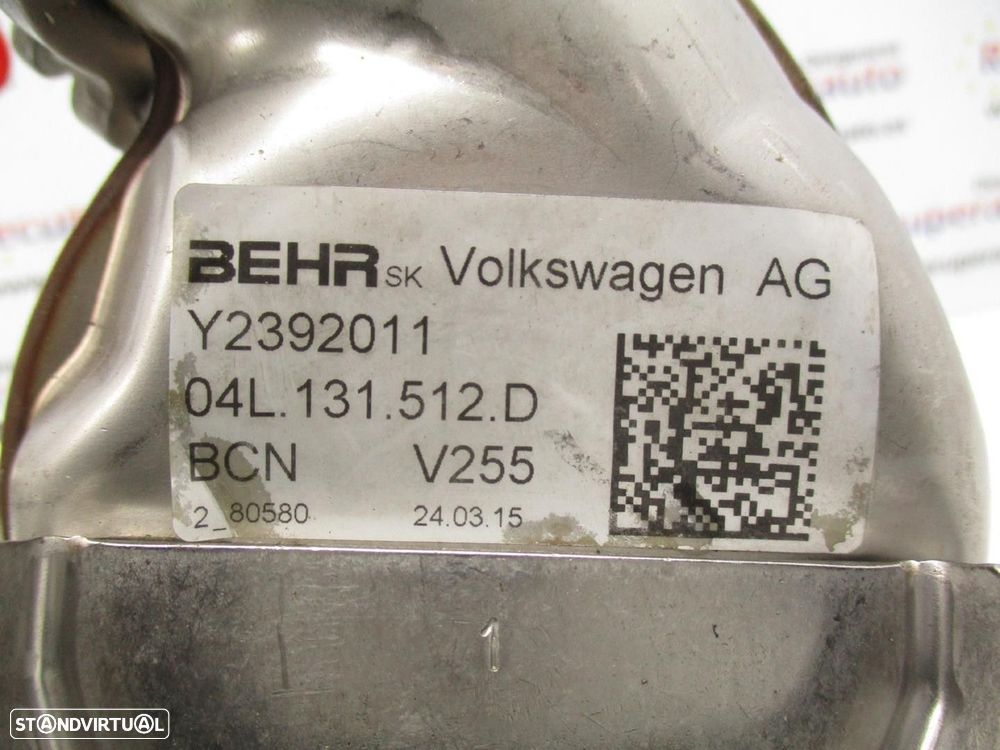 BEHR SK Volkswagen AG
Y2392011
04L.131.512.D
BCN V255
2_80580 24.03.15
1
STANDVIRTUAL